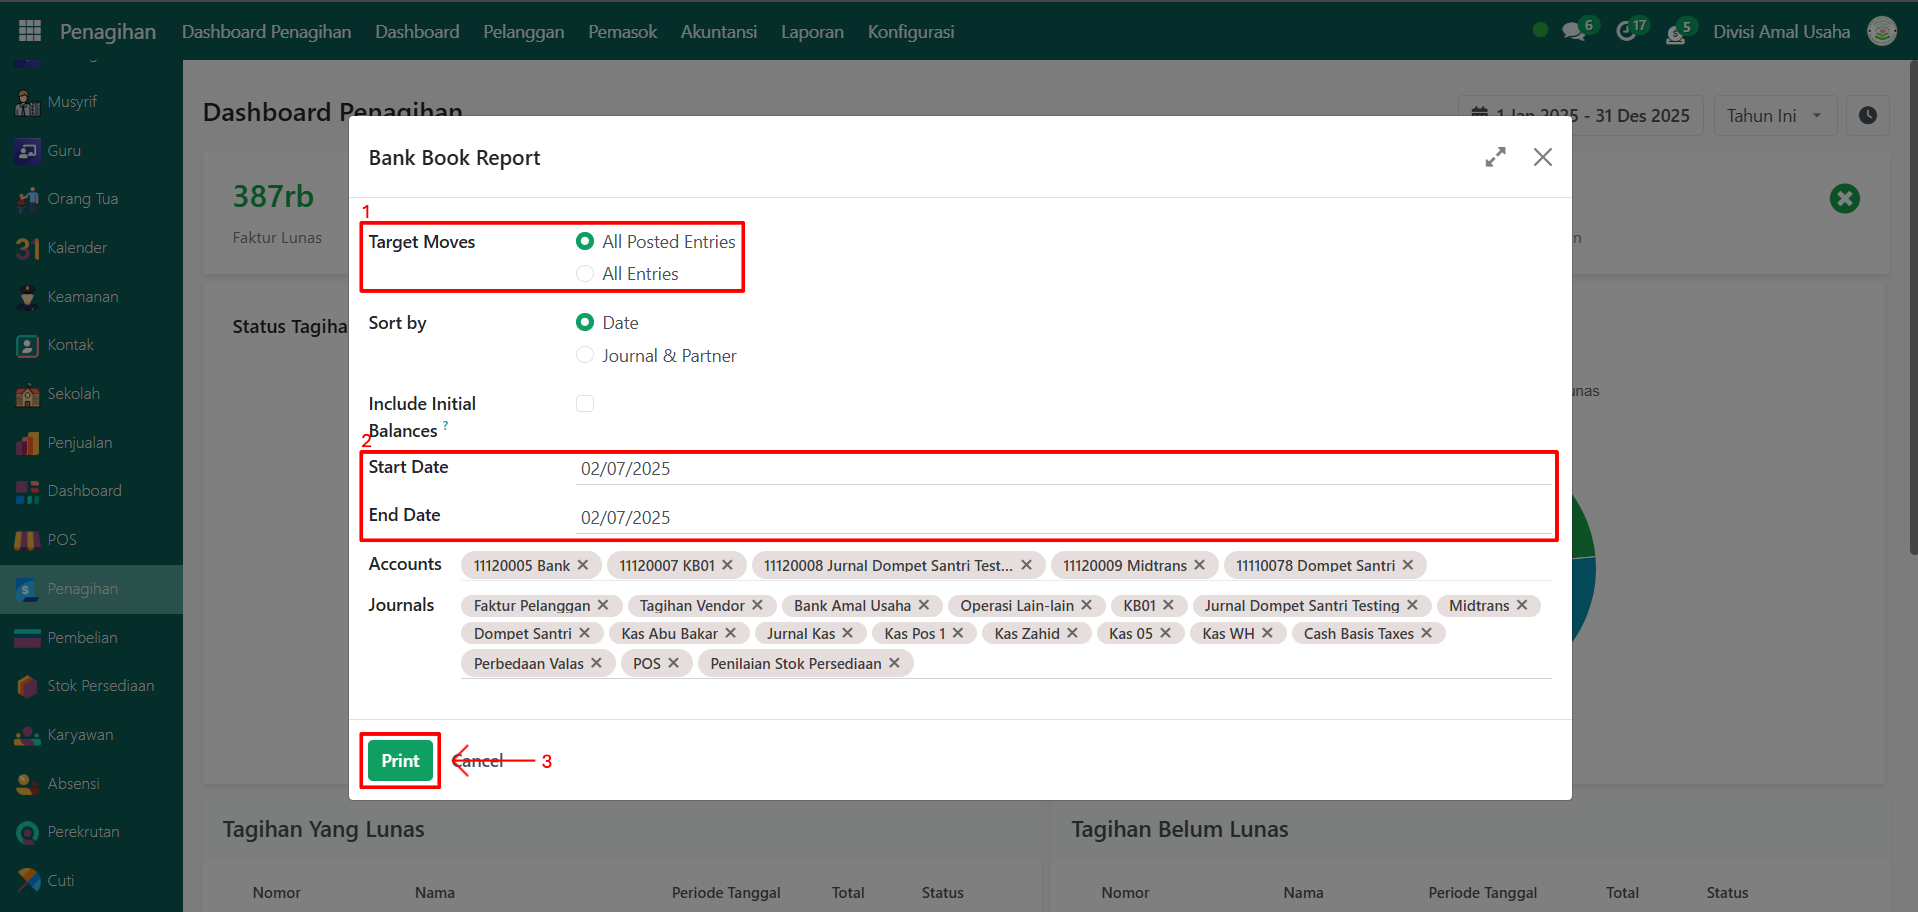 Penagihan Dashboard Penagihan Dashboard Pelanggan Pemasok Akuntansi Laporan Konfigurasi 6 17 5 Divisi Amal Usaha
Musyrif
Guru
Orang Tua
31 Kalender
Keamanan
Kontak
Sekolah
Penjualan
Dashboard
POS
Penagihan
Pembelian
Stok Persediaan
Karyawan
Absensi
Perekrutan
Cuti
Dashboard Penagihan
1 Jan 2025 - 31 Des 2025 Tahun Ini
387rb
Faktur Lunas
n
Status Tagiha
unas
Bank Book Report
1
Target Moves All Posted Entries
All Entries
Sort by Date
Journal & Partner
Include Initial
Balances ?
2
Start Date 02/07/2025
End Date 02/07/2025
Accounts 11120005 Bank 11120007 KB01 11120008 Jurnal Dompet Santri Test... 11120009 Midtrans 11110078 Dompet Santri
Journals Faktur Pelanggan Tagihan Vendor Bank Amal Usaha Operasi Lain-lain KB01 Jurnal Dompet Santri Testing Midtrans
Dompet Santri Kas Abu Bakar Jurnal Kas Kas Pos 1 Kas Zahid Kas 05 Kas WH Cash Basis Taxes
Perbedaan Valas POS Penilaian Stok Persediaan
Print Cancel 3
Tagihan Yang Lunas
Nomor Nama Periode Tanggal Total Status
Tagihan Belum Lunas
Nomor Nama Periode Tanggal Total Status